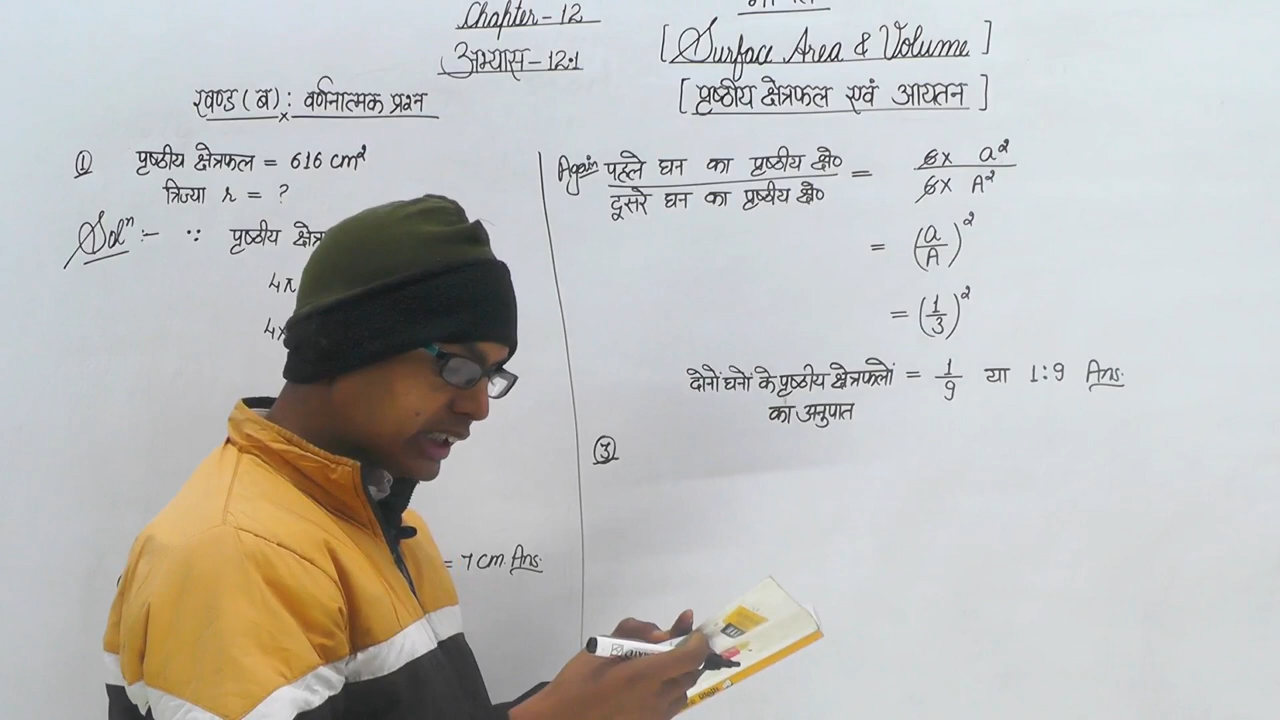 Chapter-12
अभ्यास-12.1
[Surface Area & Volume]
[पृष्ठीय क्षेत्रफल एवं आयतन]
खण्ड (ब) : वर्णनात्मक प्रश्न
① पृष्ठीय क्षेत्रफल = 616 cm²
त्रिज्या r = ?
Solⁿ :- ∵ पृष्ठीय क्षेत्र
4π
4×
= 7 cm. Ans.
Again पहले घन का पृष्ठीय क्षे० / दूसरे घन का पृष्ठीय क्षे० = 6× a² / 6× A²
= (a/A)²
= (1/3)²
दोनों घनों के पृष्ठीय क्षेत्रफलों = 1/9 या 1:9 Ans.
का अनुपात
③